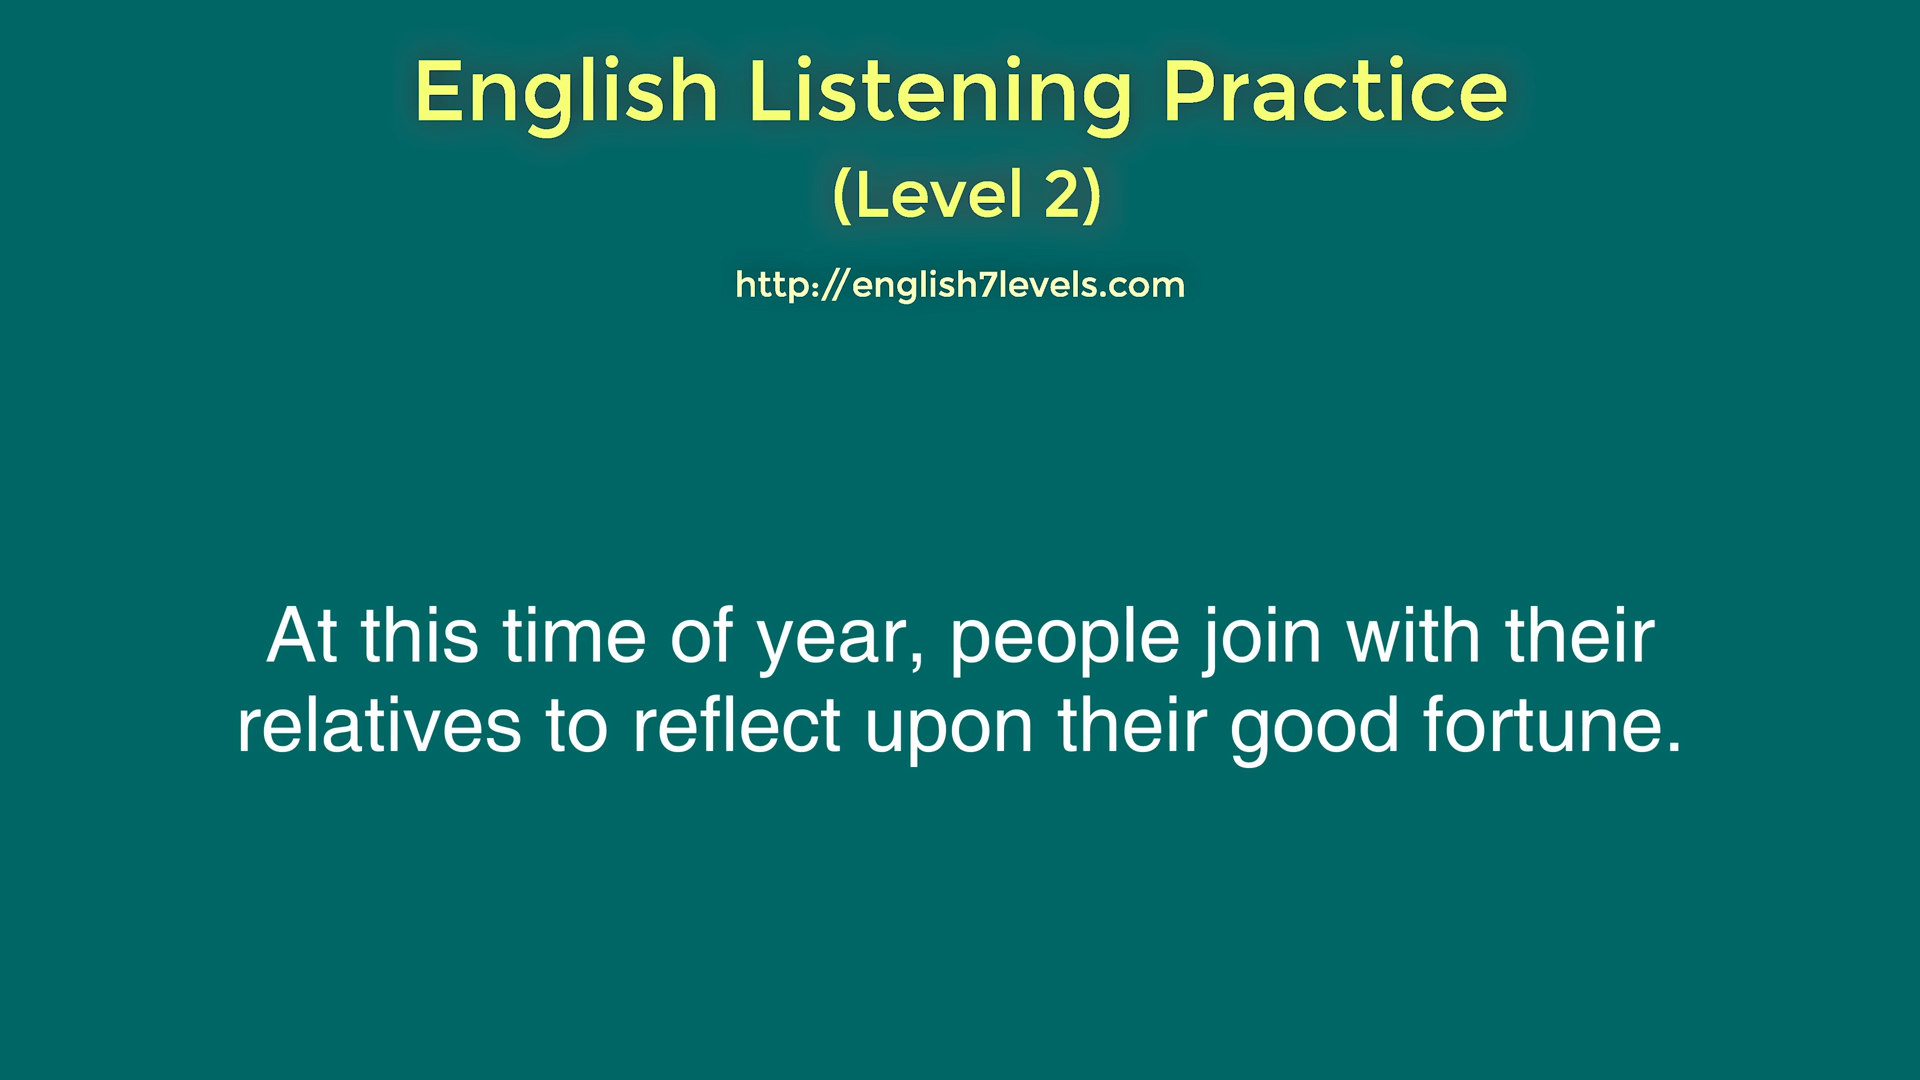 English Listening Practice
(Level 2)
http://english7levels.com
At this time of year, people join with their
relatives to reflect upon their good fortune.